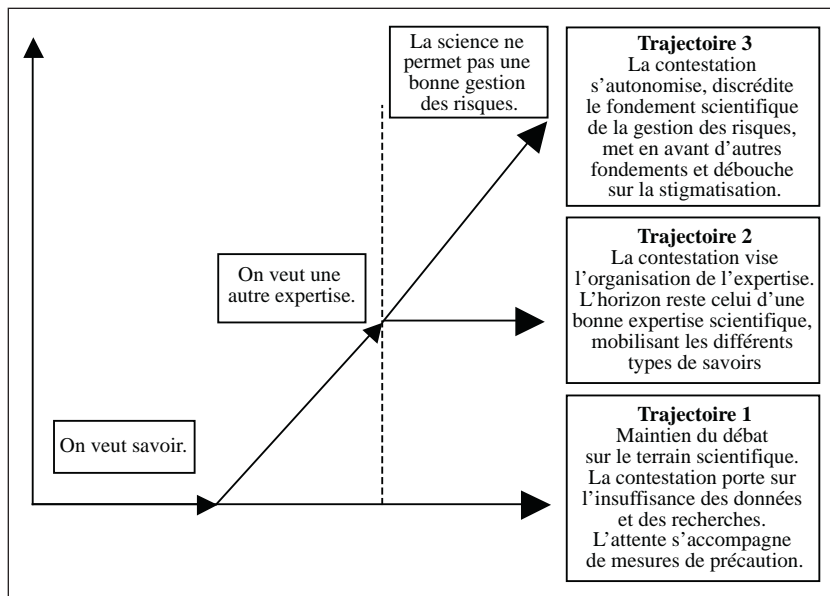 La science ne
permet pas une
bonne gestion
des risques.
Trajectoire 3
La contestation
s’autonomise, discrédite
le fondement scientifique
de la gestion des risques,
met en avant d’autres
fondements et débouche
sur la stigmatisation.
On veut une
autre expertise.
Trajectoire 2
La contestation vise
l’organisation de l’expertise.
L’horizon reste celui d’une
bonne expertise scientifique,
mobilisant les différents
types de savoirs
On veut savoir.
Trajectoire 1
Maintien du débat
sur le terrain scientifique.
La contestation porte sur
l’insuffisance des données
et des recherches.
L’attente s’accompagne
de mesures de précaution.